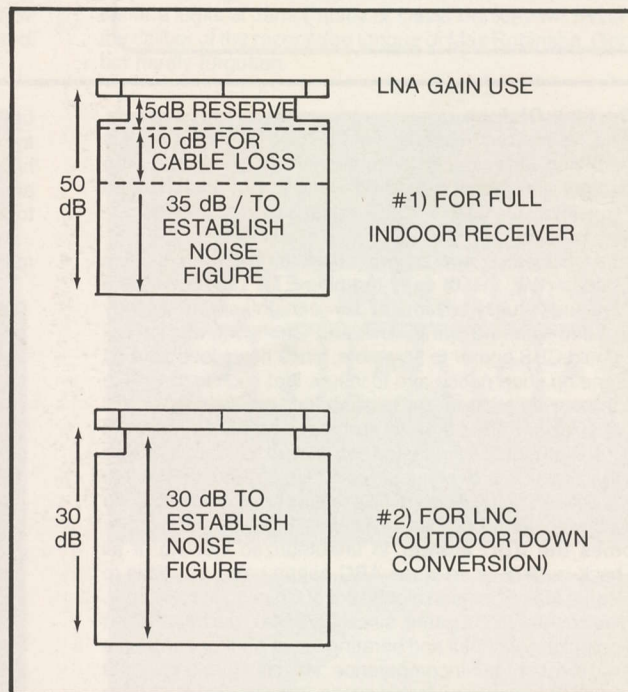 LNA GAIN USE
5dB RESERVE
10 dB FOR
CABLE LOSS
50
dB
35 dB / TO
ESTABLISH
NOISE
FIGURE
#1) FOR FULL
INDOOR RECEIVER
30
dB
30 dB TO
ESTABLISH
NOISE
FIGURE
#2) FOR LNC
(OUTDOOR DOWN
CONVERSION)